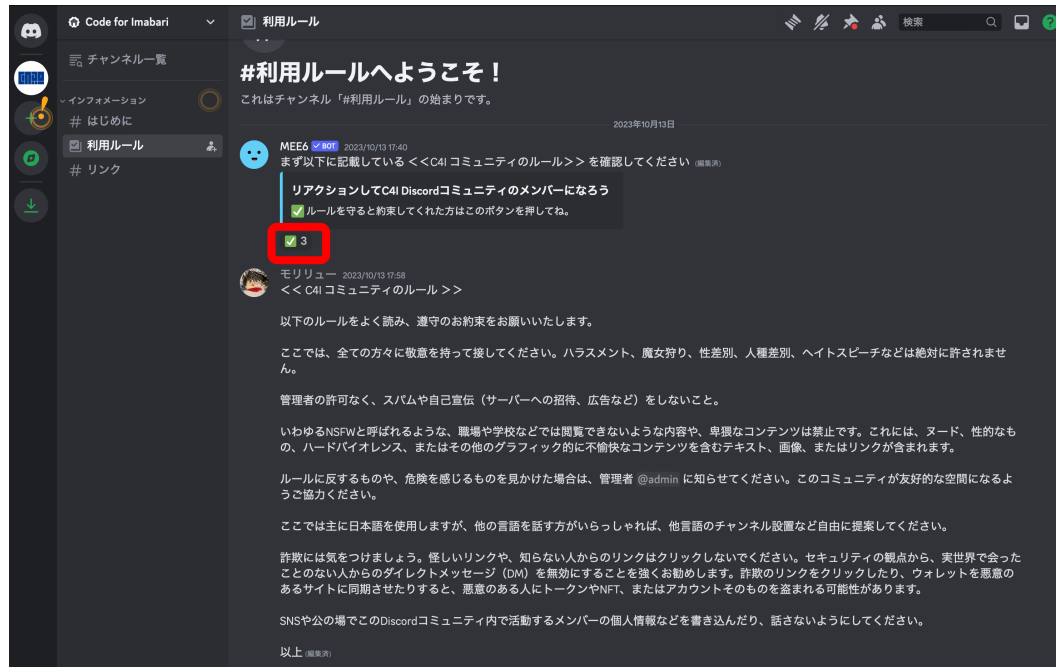 Code for Imabari
利用ルール
検索
チャンネル一覧
#利用ルールへようこそ！
これはチャンネル「#利用ルール」の始まりです。
インフォメーション
# はじめに
利用ルール
# リンク
2023年10月13日
MEE6 ✓ BOT 2023/10/13 17:40
まず以下に記載している <<C4I コミュニティのルール>> を確認してください (編集済)
リアクションしてC4I Discordコミュニティのメンバーになろう
✅ルールを守ると約束してくれた方はこのボタンを押してね。
✅ 3
モリリュー 2023/10/13 17:58
<< C4I コミュニティのルール >>
以下のルールをよく読み、遵守のお約束をお願いいたします。
ここでは、全ての方々に敬意を持って接してください。ハラスメント、魔女狩り、性差別、人種差別、ヘイトスピーチなどは絶対に許されませ
ん。
管理者の許可なく、スパムや自己宣伝（サーバーへの招待、広告など）をしないこと。
いわゆるNSFWと呼ばれるような、職場や学校などでは閲覧できないような内容や、卑猥なコンテンツは禁止です。これには、ヌード、性的なも
の、ハードバイオレンス、またはその他のグラフィック的に不愉快なコンテンツを含むテキスト、画像、またはリンクが含まれます。
ルールに反するものや、危険を感じるものを見かけた場合は、管理者 @admin に知らせてください。このコミュニティが友好的な空間になるよ
うご協力ください。
ここでは主に日本語を使用しますが、他の言語を話す方がいらっしゃれば、他言語のチャンネル設置など自由に提案してください。
詐欺には気をつけましょう。怪しいリンクや、知らない人からのリンクはクリックしないでください。セキュリティの観点から、実世界で会った
ことのない人からのダイレクトメッセージ（DM）を無効にすることを強くお勧めします。詐欺のリンクをクリックしたり、ウォレットを悪意の
あるサイトに同期させたりすると、悪意のある人にトークンやNFT、またはアカウントそのものを盗まれる可能性があります。
SNSや公の場でこのDiscordコミュニティ内で活動するメンバーの個人情報などを書き込んだり、話さないようにしてください。
以上 (編集済)